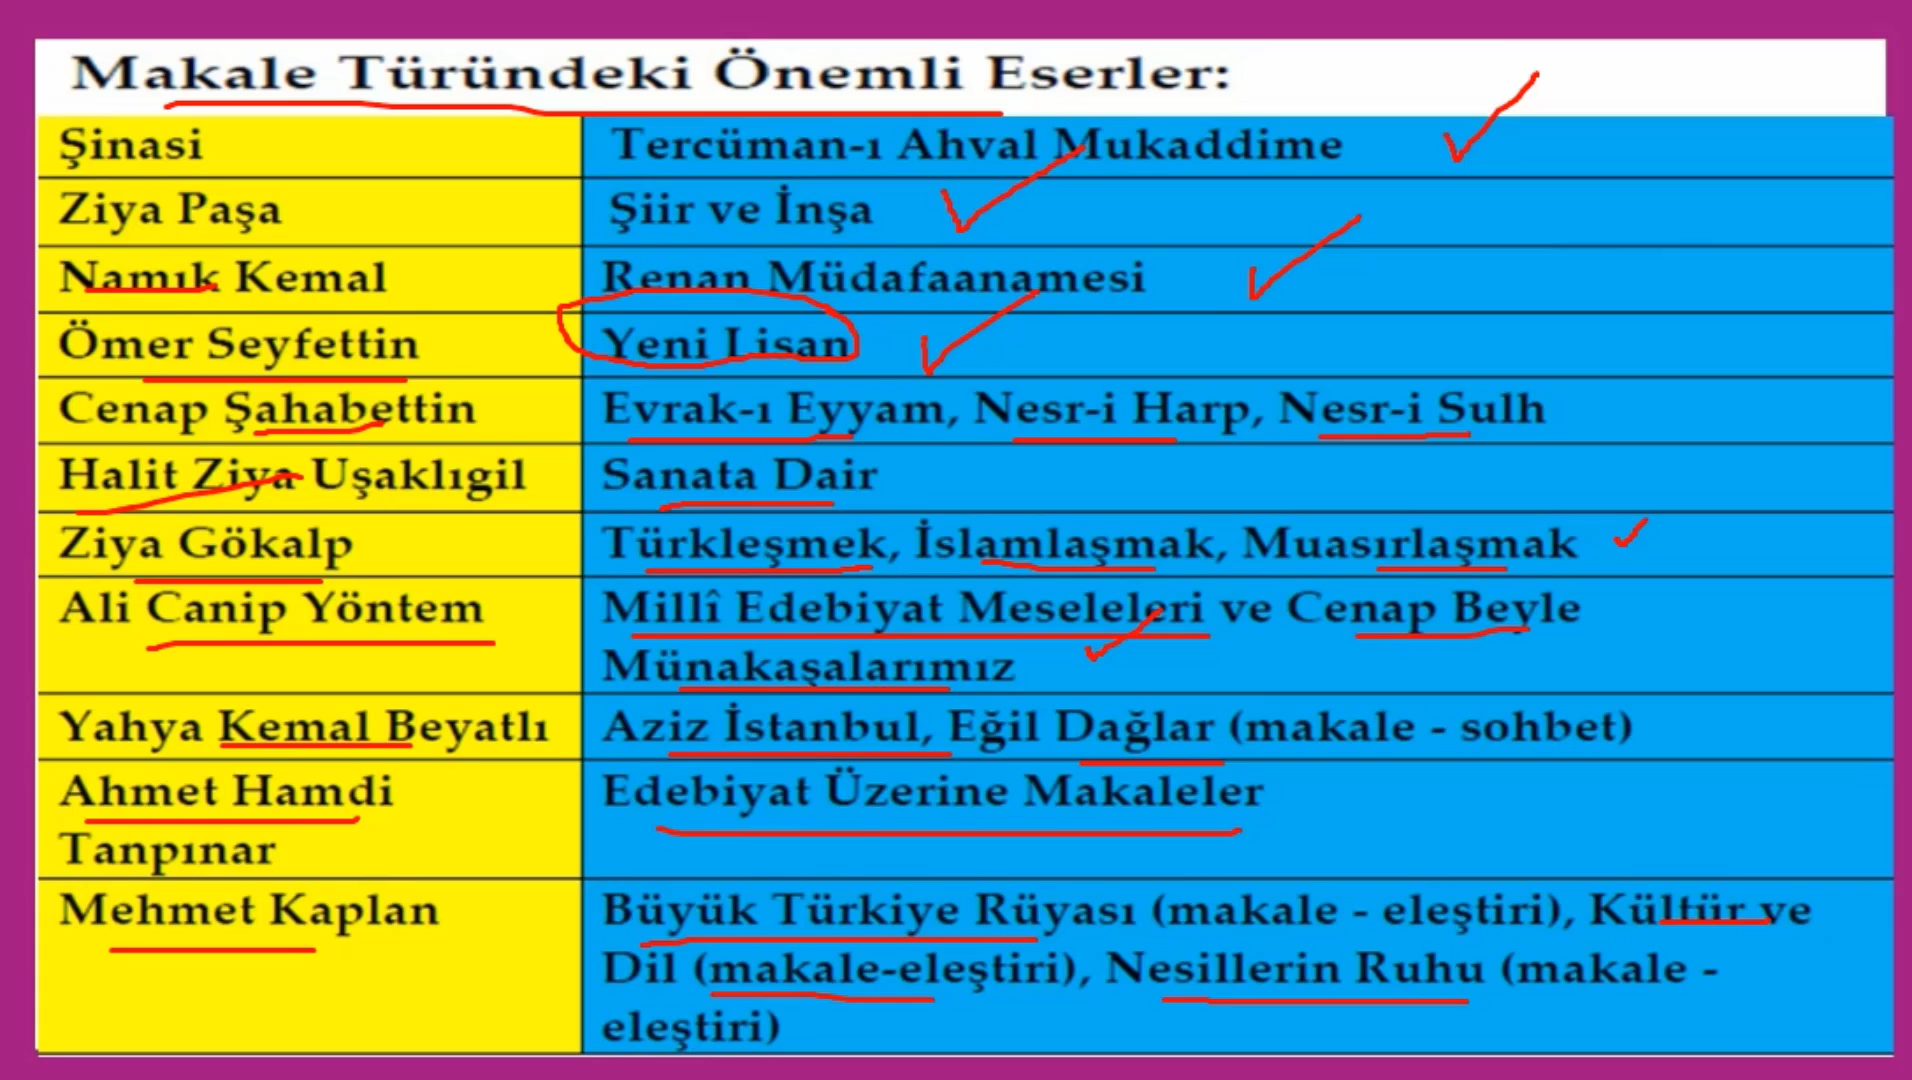 Makale Türündeki Önemli Eserler:
Şinasi Tercüman-ı Ahval Mukaddime
Ziya Paşa Şiir ve İnşa
Namık Kemal Renan Müdafaanamesi
Ömer Seyfettin Yeni Lisan
Cenap Şahabettin Evrak-ı Eyyam, Nesr-i Harp, Nesr-i Sulh
Halit Ziya Uşaklıgil Sanata Dair
Ziya Gökalp Türkleşmek, İslamlaşmak, Muasırlaşmak
Ali Canip Yöntem Millî Edebiyat Meseleleri ve Cenap Beyle
Münakaşalarımız
Yahya Kemal Beyatlı Aziz İstanbul, Eğil Dağlar (makale - sohbet)
Ahmet Hamdi Edebiyat Üzerine Makaleler
Tanpınar
Mehmet Kaplan Büyük Türkiye Rüyası (makale - eleştiri), Kültür ve
Dil (makale-eleştiri), Nesillerin Ruhu (makale -
eleştiri)